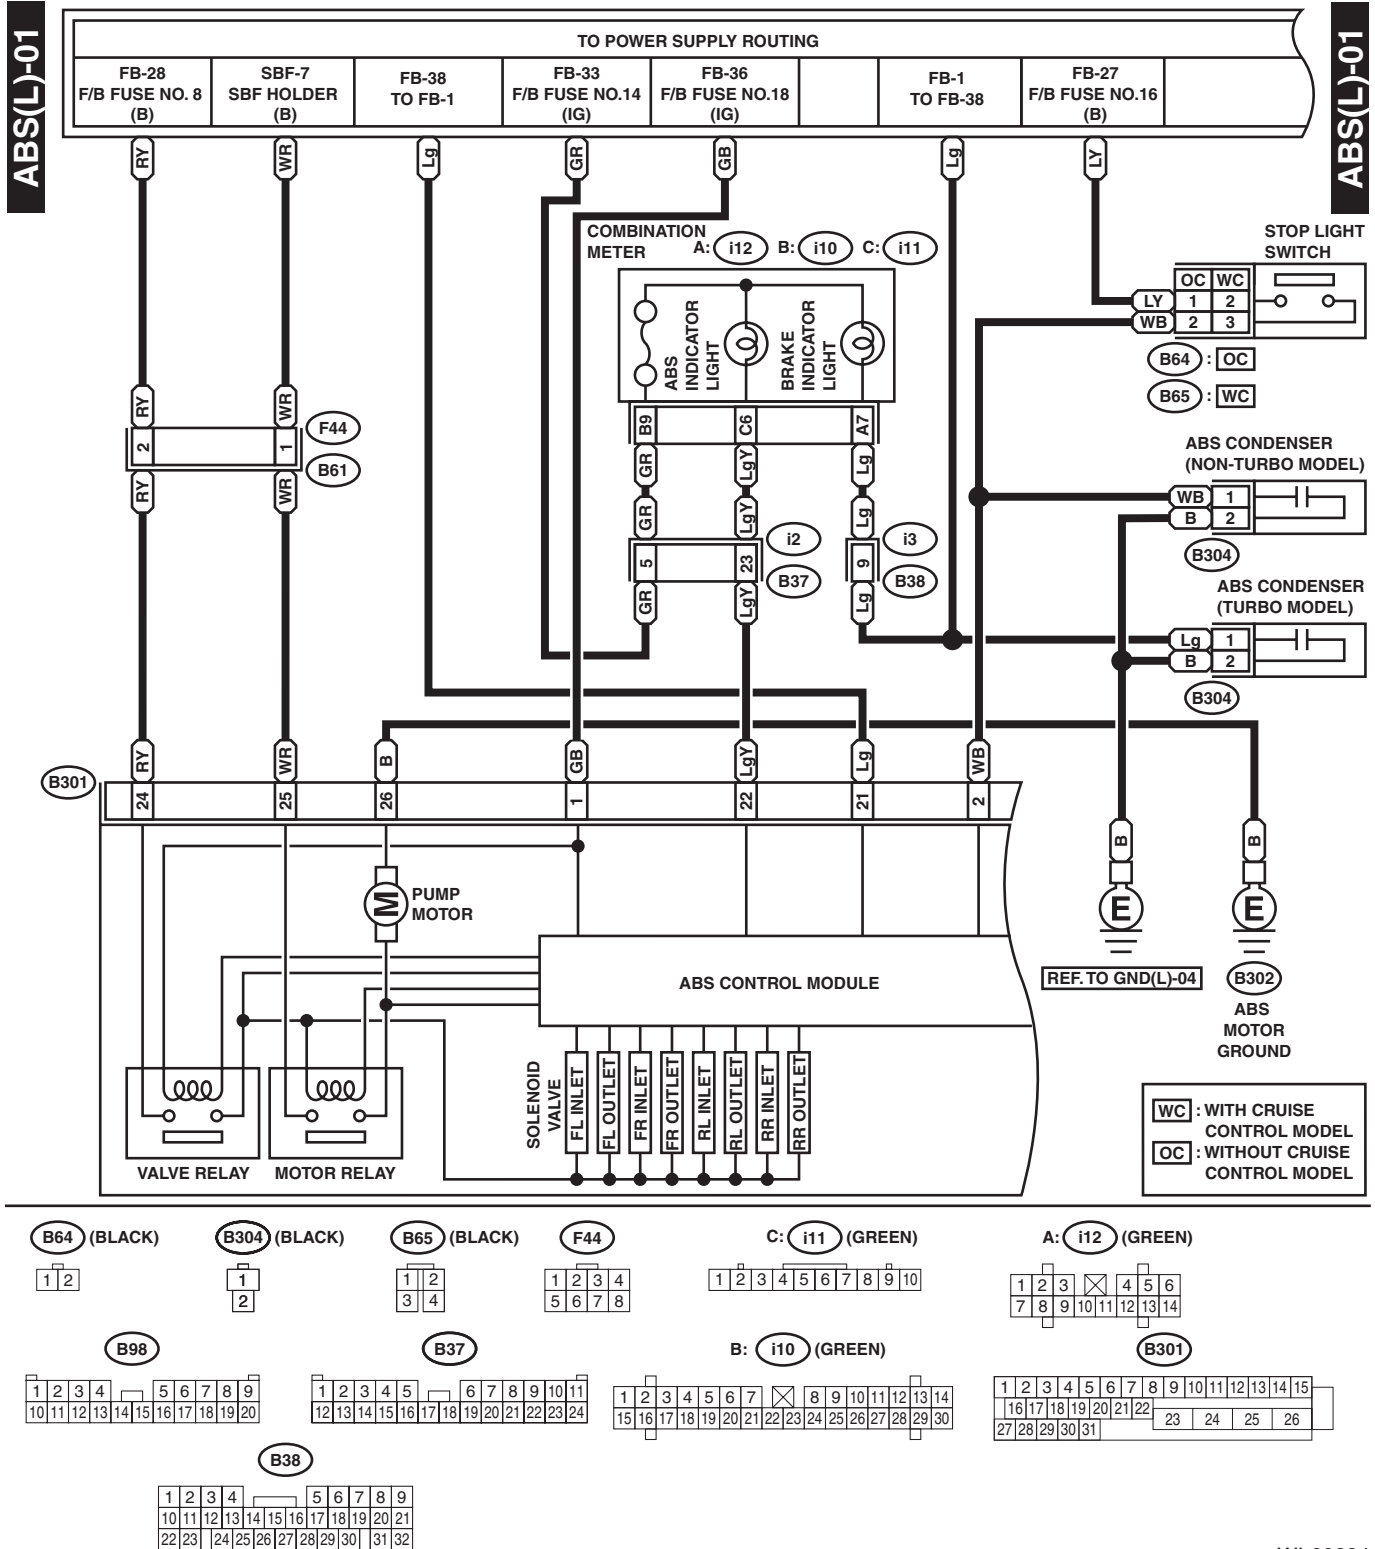 ABS(L)-01
ABS(L)-01
TO POWER SUPPLY ROUTING
FB-28
F/B FUSE NO. 8
(B)
SBF-7
SBF HOLDER
(B)
FB-38
TO FB-1
FB-33
F/B FUSE NO.14
(IG)
FB-36
F/B FUSE NO.18
(IG)
FB-1
TO FB-38
FB-27
F/B FUSE NO.16
(B)
RY WR Lg GR GB Lg LY
COMBINATION
METER
A: i12 B: i10 C: i11
STOP LIGHT
SWITCH
OC WC
LY 1 2
WB 2 3
B64 : OC
B65 : WC
ABS
INDICATOR
LIGHT
BRAKE
INDICATOR
LIGHT
RY WR
F44
2 1
B61
RY WR
B9 C6 A7
GR LgY Lg
GR LgY Lg
i2 i3
5 23 9
B37 B38
GR LgY Lg
ABS CONDENSER
(NON-TURBO MODEL)
WB 1
B 2
B304
ABS CONDENSER
(TURBO MODEL)
Lg 1
B 2
B304
RY WR B GB LgY Lg WB
B301
24 25 26 1 22 21 2
M
PUMP
MOTOR
ABS CONTROL MODULE
B B
E E
REF. TO GND(L)-04
B302
ABS
MOTOR
GROUND
SOLENOID
VALVE
FL INLET
FL OUTLET
FR INLET
FR OUTLET
RL INLET
RL OUTLET
RR INLET
RR OUTLET
VALVE RELAY
MOTOR RELAY
WC : WITH CRUISE
CONTROL MODEL
OC : WITHOUT CRUISE
CONTROL MODEL
B64 (BLACK)
1 2
B304 (BLACK)
1
2
B65 (BLACK)
1 2
3 4
F44
1 2 3 4
5 6 7 8
C: i11 (GREEN)
1 2 3 4 5 6 7 8 9 10
A: i12 (GREEN)
1 2 3 4 5 6
7 8 9 10 11 12 13 14
B98
1 2 3 4 5 6 7 8 9
10 11 12 13 14 15 16 17 18 19 20
B37
1 2 3 4 5 6 7 8 9 10 11
12 13 14 15 16 17 18 19 20 21 22 23 24
B: i10 (GREEN)
1 2 3 4 5 6 7 8 9 10 11 12 13 14
15 16 17 18 19 20 21 22 23 24 25 26 27 28 29 30
B301
1 2 3 4 5 6 7 8 9 10 11 12 13 14 15
16 17 18 19 20 21 22 23 24 25 26
27 28 29 30 31
B38
1 2 3 4 5 6 7 8 9
10 11 12 13 14 15 16 17 18 19 20 21
22 23 24 25 26 27 28 29 30 31 32